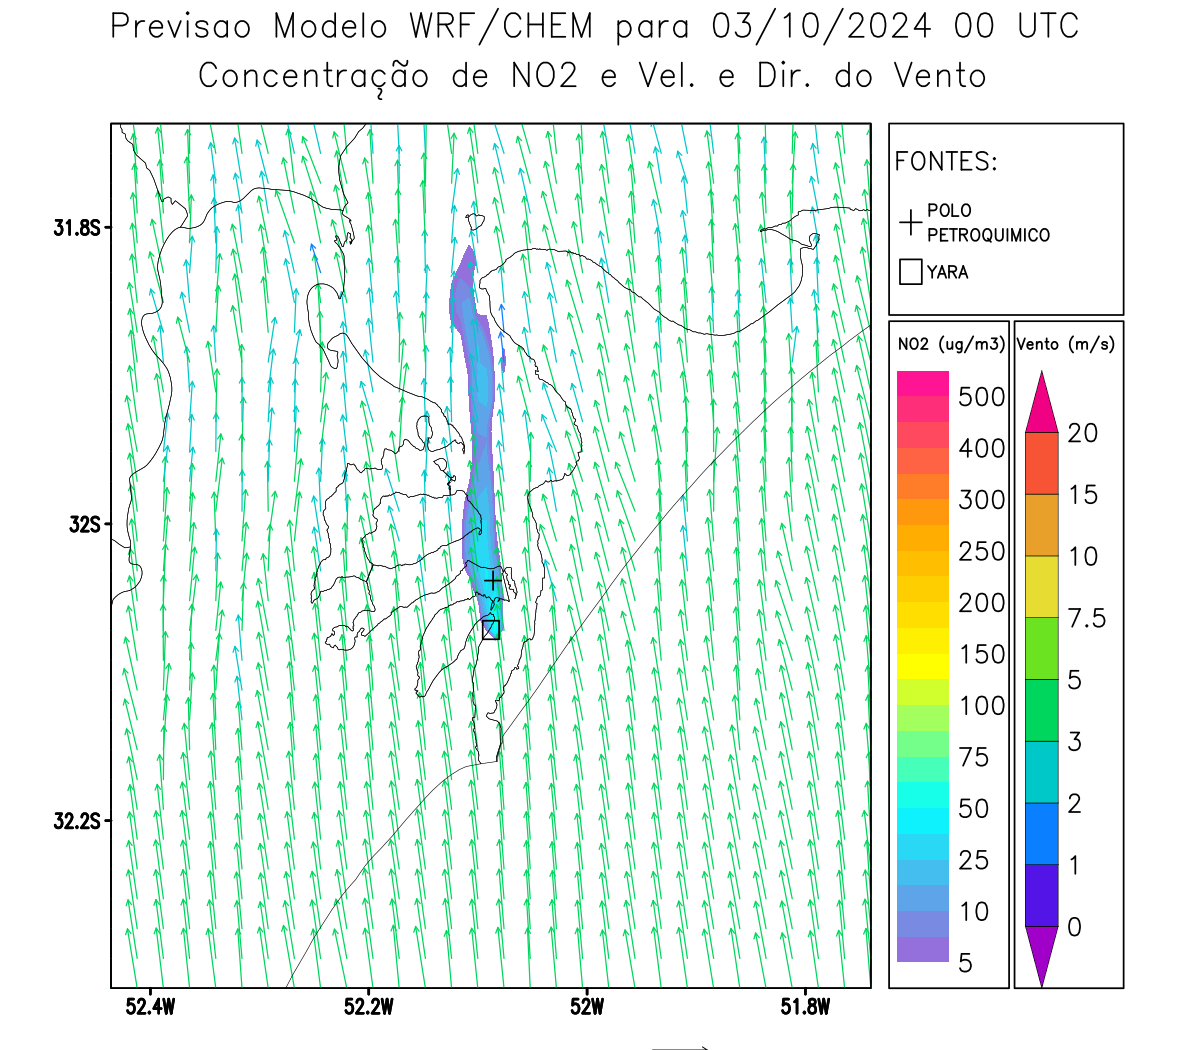 Previsao Modelo WRF/CHEM para 03/10/2024 00 UTC
Concentração de NO2 e Vel. e Dir. do Vento
FONTES:
POLO
PETROQUIMICO
YARA
NO2 (ug/m3)
500
400
300
250
200
150
100
75
50
25
10
5
Vento (m/s)
20
15
10
7.5
5
3
2
1
0
31.8S
32S
32.2S
52.4W
52.2W
52W
51.8W